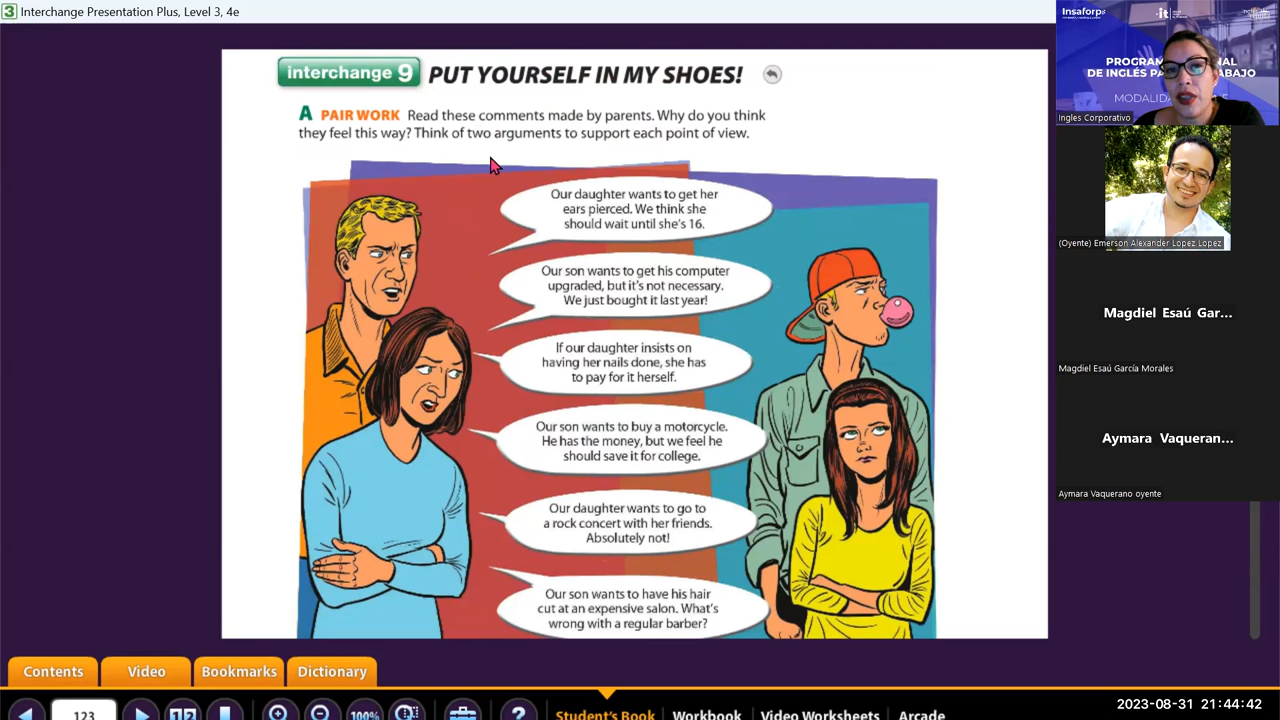 Interchange Presentation Plus, Level 3, 4e
interchange 9 PUT YOURSELF IN MY SHOES!
A PAIR WORK Read these comments made by parents. Why do you think
they feel this way? Think of two arguments to support each point of view.
Our daughter wants to get her
ears pierced. We think she
should wait until she's 16.
Our son wants to get his computer
upgraded, but it's not necessary.
We just bought it last year!
If our daughter insists on
having her nails done, she has
to pay for it herself.
Our son wants to buy a motorcycle.
He has the money, but we feel he
should save it for college.
Our daughter wants to go to
a rock concert with her friends.
Absolutely not!
Our son wants to have his hair
cut at an expensive salon. What's
wrong with a regular barber?
Contents
Video
Bookmarks
Dictionary
123
100%
?
Student's Book
Workbook
Video Worksheets
Arcade
Insaforp
it
DE INGLÉS
MODALID
Ingles Corporativo
(Oyente) Emerson Alexander Lopez Lopez
Magdiel Esaú Gar...
Magdiel Esaú García Morales
Aymara Vaqueran...
Aymara Vaquerano oyente
2023-08-31 21:44:42